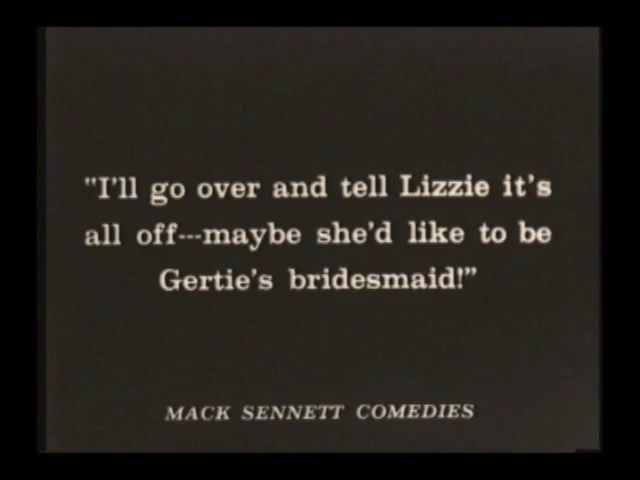 "I'll go over and tell Lizzie it's
all off---maybe she'd like to be
Gertie's bridesmaid!"
MACK SENNETT COMEDIES